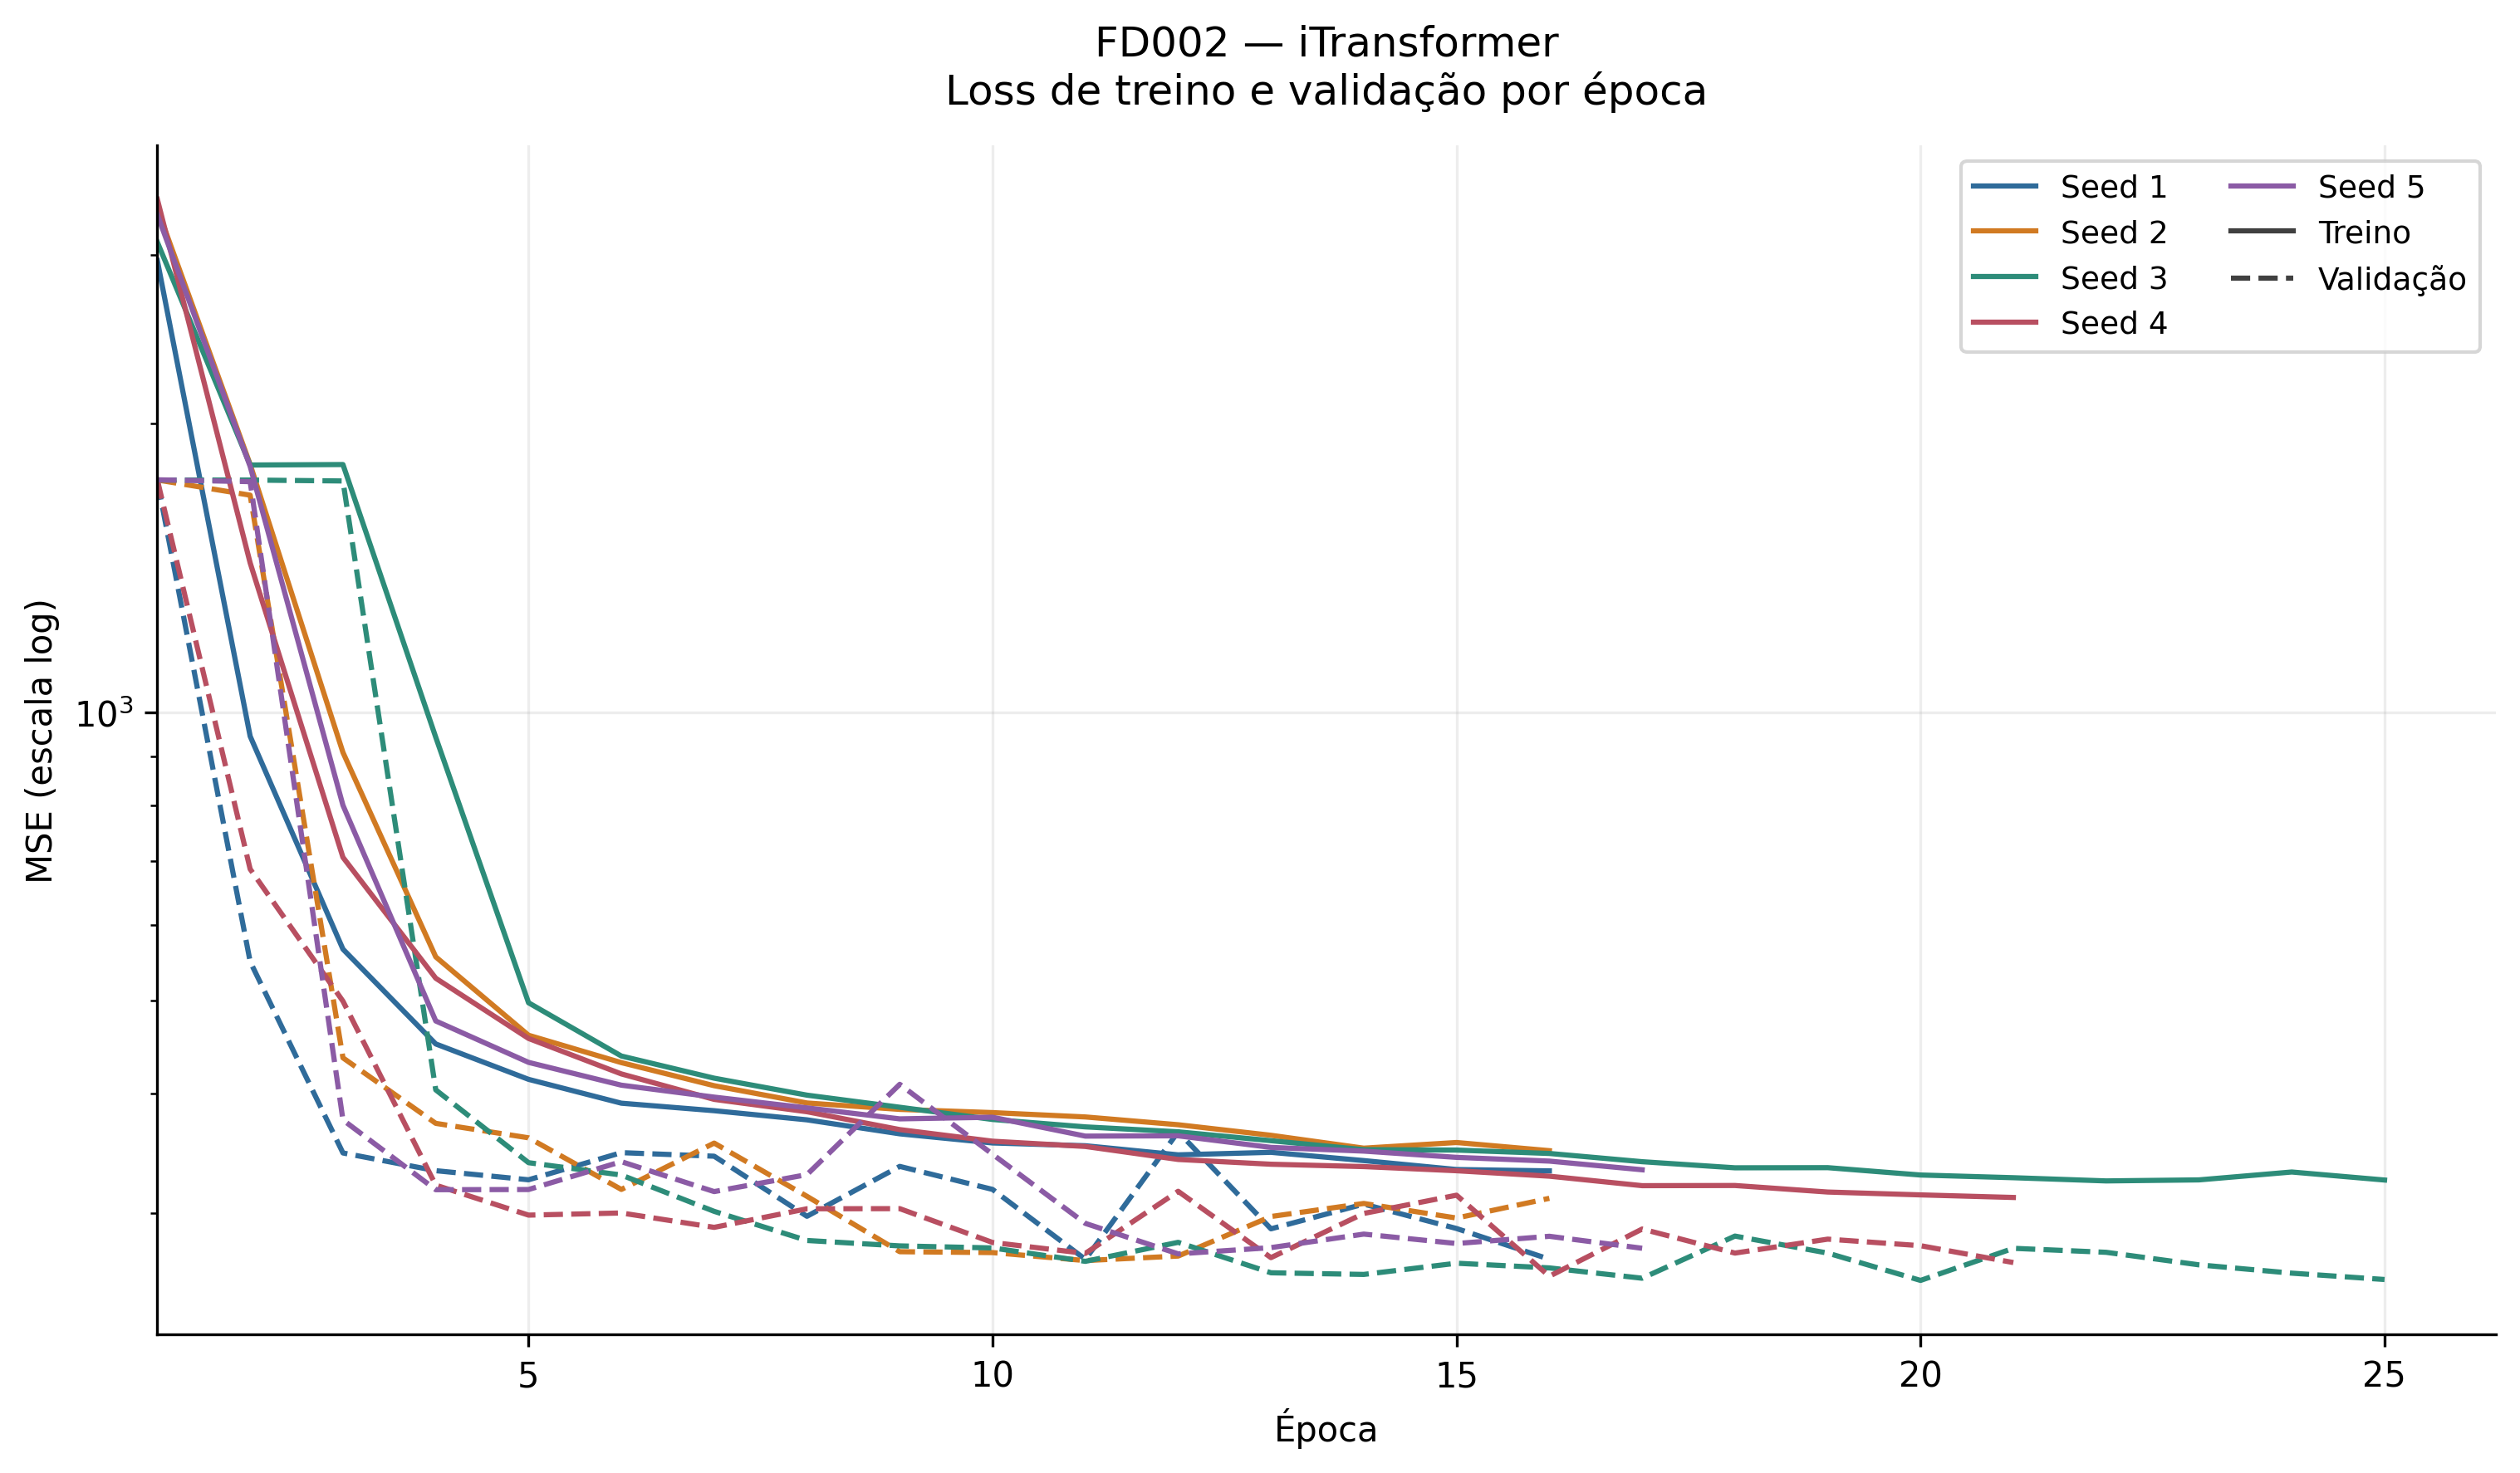 FD002 — iTransformer
Loss de treino e validação por época
Seed 1
Seed 2
Seed 3
Seed 4
Seed 5
Treino
Validação
MSE (escala log)
10³
5
10
15
20
25
Época